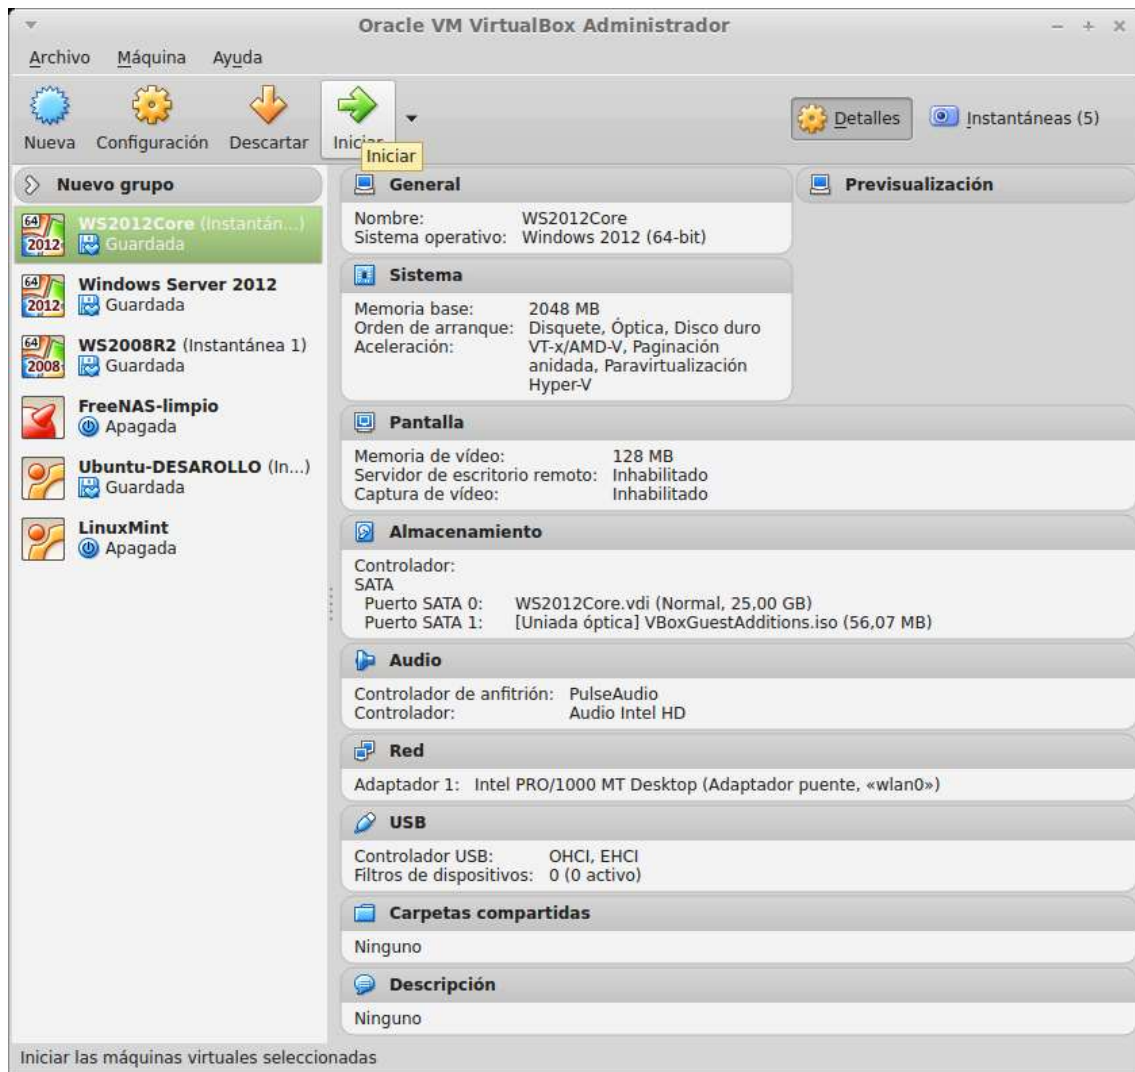 Oracle VM VirtualBox Administrador
Archivo Máquina Ayuda
Nueva Configuración Descartar Iniciar
Iniciar
Detalles Instantáneas (5)
Nuevo grupo
64 2012 WS2012Core (Instantán...)
Guardada
64 2012 Windows Server 2012
Guardada
64 2008 WS2008R2 (Instantánea 1)
Guardada
FreeNAS-limpio
Apagada
Ubuntu-DESAROLLO (In...)
Guardada
LinuxMint
Apagada
General
Nombre: WS2012Core
Sistema operativo: Windows 2012 (64-bit)
Previsualización
Sistema
Memoria base: 2048 MB
Orden de arranque: Disquete, Óptica, Disco duro
Aceleración: VT-x/AMD-V, Paginación
anidada, Paravirtualización
Hyper-V
Pantalla
Memoria de vídeo: 128 MB
Servidor de escritorio remoto: Inhabilitado
Captura de vídeo: Inhabilitado
Almacenamiento
Controlador:
SATA
Puerto SATA 0: WS2012Core.vdi (Normal, 25,00 GB)
Puerto SATA 1: [Uniada óptica] VBoxGuestAdditions.iso (56,07 MB)
Audio
Controlador de anfitrión: PulseAudio
Controlador: Audio Intel HD
Red
Adaptador 1: Intel PRO/1000 MT Desktop (Adaptador puente, «wlan0»)
USB
Controlador USB: OHCI, EHCI
Filtros de dispositivos: 0 (0 activo)
Carpetas compartidas
Ninguno
Descripción
Ninguno
Iniciar las máquinas virtuales seleccionadas